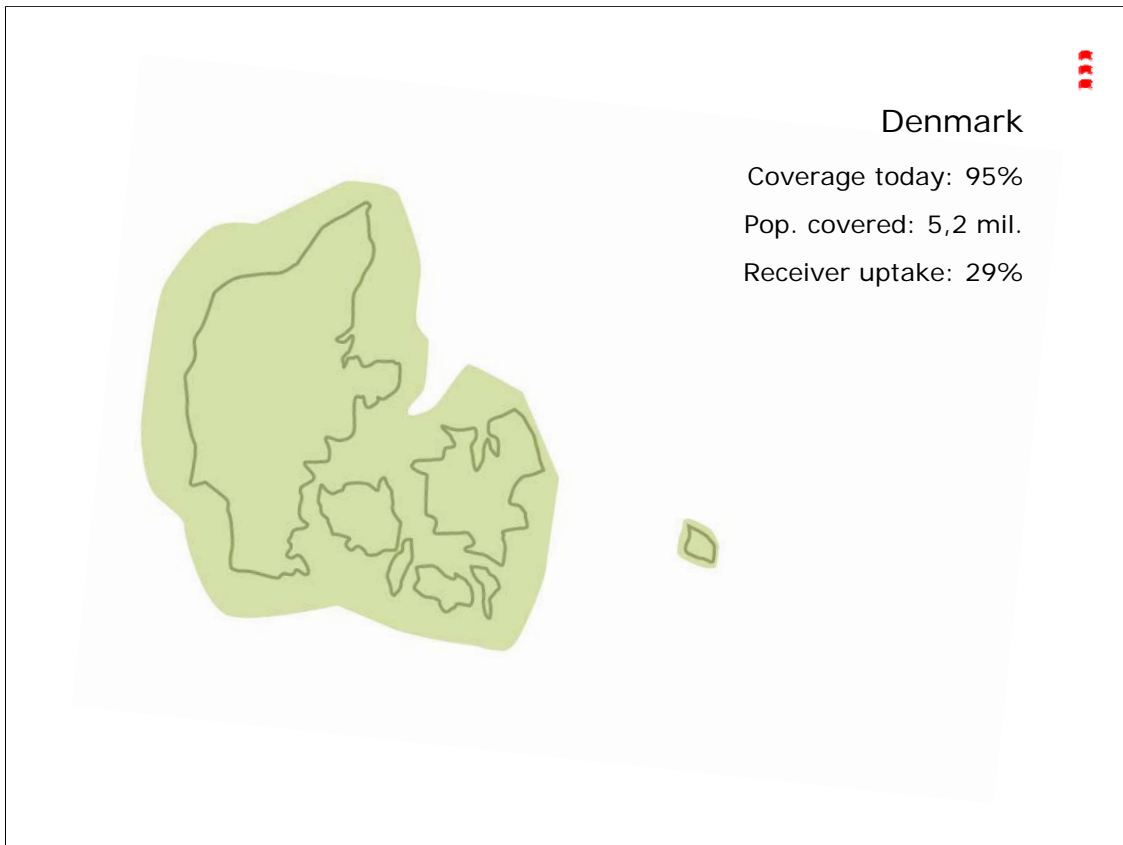 Denmark
Coverage today: 95%
Pop. covered: 5,2 mil.
Receiver uptake: 29%